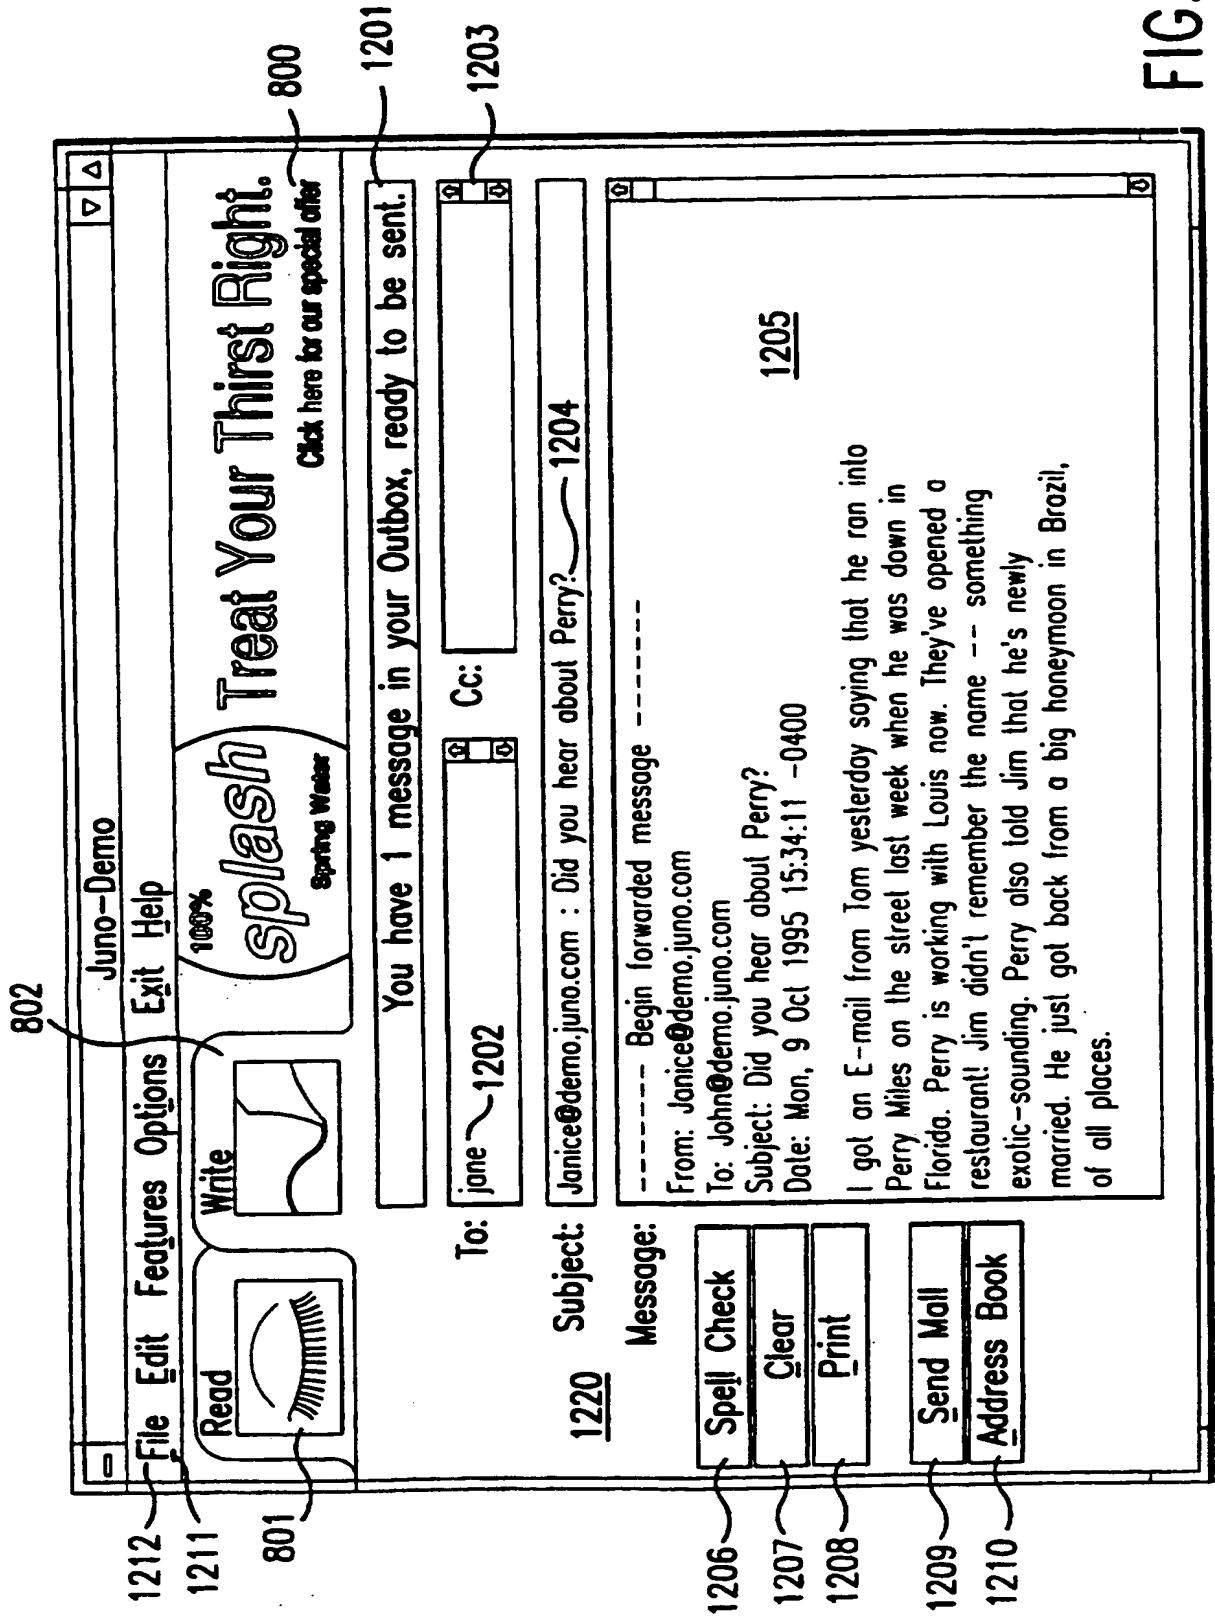 802
Juno-Demo
1212
File Edit Features Options Exit Help
1211
Read
Write
801
100%
splash
Spring Water
Treat Your Thirst Right.
Click here for our special offer
800
You have 1 message in your Outbox, ready to be sent.
1201
To: jane 1202
Cc:
1203
1220
Subject: Janice@demo.juno.com : Did you hear about Perry? 1204
Message:
------- Begin forwarded message -------
From: Janice@demo.juno.com
To: John@demo.juno.com
Subject: Did you hear about Perry?
Date: Mon, 9 Oct 1995 15:34:11 -0400
1205
I got an E-mail from Tom yesterday saying that he ran into
Perry Miles on the street last week when he was down in
Florida. Perry is working with Louis now. They've opened a
restaurant! Jim didn't remember the name -- something
exotic-sounding. Perry also told Jim that he's newly
married. He just got back from a big honeymoon in Brazil,
of all places.
1206 Spell Check
1207 Clear
1208 Print
1209 Send Mail
1210 Address Book
FIG.